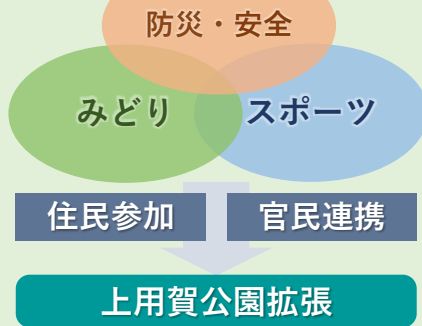 防災・安全
みどり
スポーツ
住民参加
官民連携
上用賀公園拡張